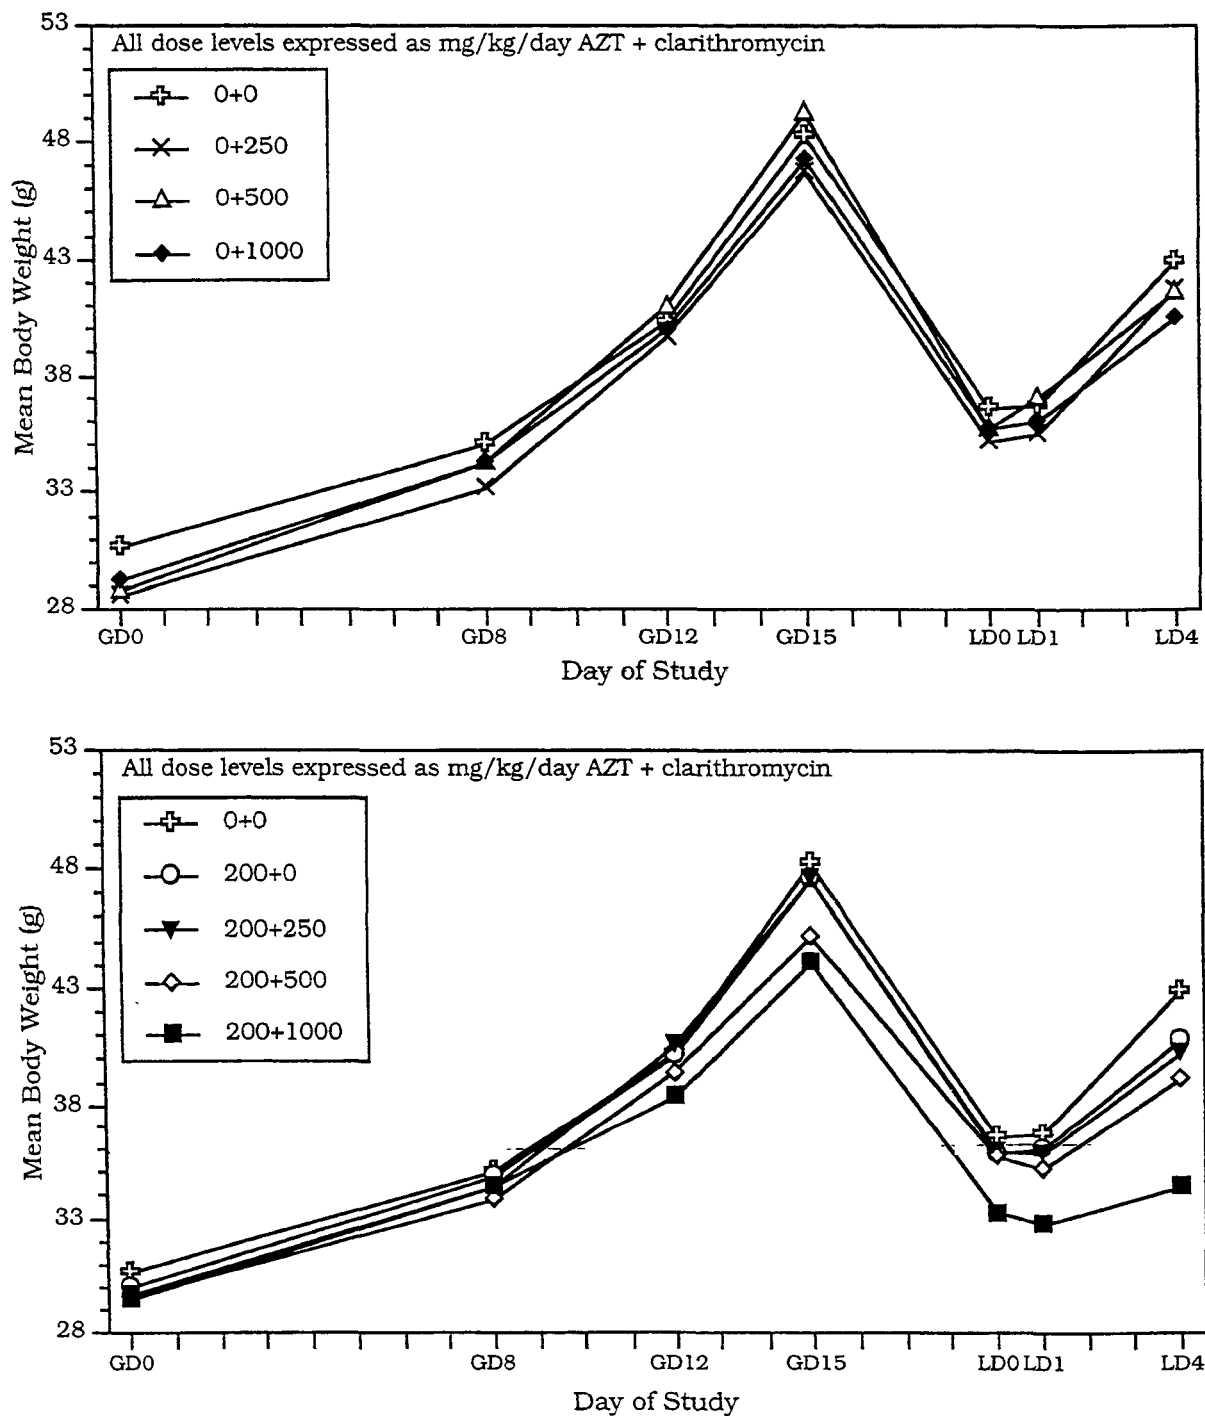 53
All dose levels expressed as mg/kg/day AZT + clarithromycin
0+0
0+250
0+500
0+1000
48
43
38
33
28
Mean Body Weight (g)
GD0 GD8 GD12 GD15 LD0 LD1 LD4
Day of Study
53
All dose levels expressed as mg/kg/day AZT + clarithromycin
0+0
200+0
200+250
200+500
200+1000
48
43
38
33
28
Mean Body Weight (g)
GD0 GD8 GD12 GD15 LD0 LD1 LD4
Day of Study